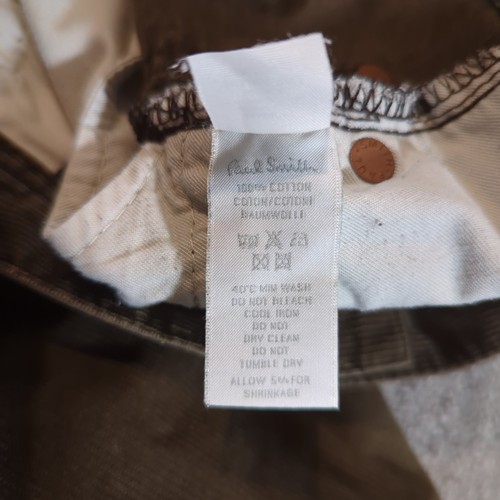 Paul Smith
100% COTTON
COTON/COTONE
BAUMWOLLE
40°C MIN WASH
DO NOT BLEACH
COOL IRON
DO NOT
DRY CLEAN
DO NOT
TUMBLE DRY
ALLOW 5% FOR
SHRINKAGE